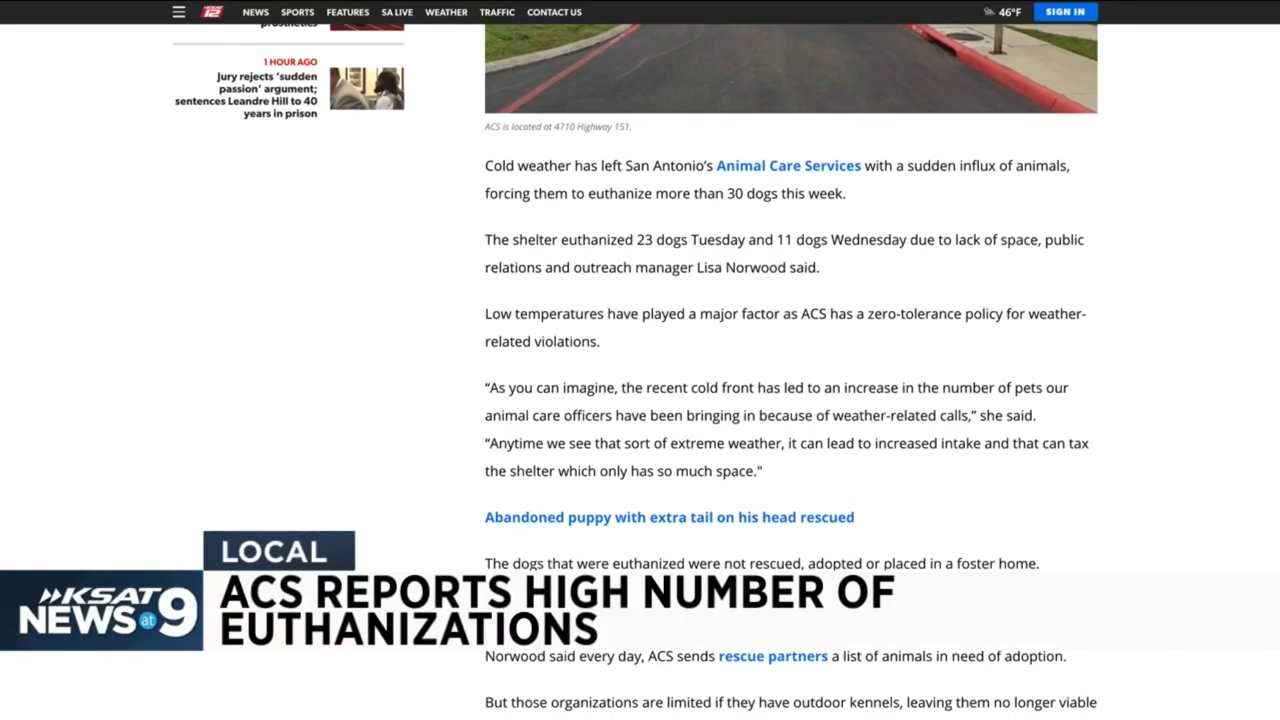 KSAT 12
NEWS
SPORTS
FEATURES
SA LIVE
WEATHER
TRAFFIC
CONTACT US
46°F
SIGN IN
prosthetics
1 HOUR AGO
Jury rejects ‘sudden
passion’ argument;
sentences Leandre Hill to 40
years in prison
ACS is located at 4710 Highway 151.
Cold weather has left San Antonio’s Animal Care Services with a sudden influx of animals,
forcing them to euthanize more than 30 dogs this week.
The shelter euthanized 23 dogs Tuesday and 11 dogs Wednesday due to lack of space, public
relations and outreach manager Lisa Norwood said.
Low temperatures have played a major factor as ACS has a zero-tolerance policy for weather-
related violations.
“As you can imagine, the recent cold front has led to an increase in the number of pets our
animal care officers have been bringing in because of weather-related calls,” she said.
“Anytime we see that sort of extreme weather, it can lead to increased intake and that can tax
the shelter which only has so much space."
Abandoned puppy with extra tail on his head rescued
The dogs that were euthanized were not rescued, adopted or placed in a foster home.
LOCAL
KSAT
NEWS at 9
ACS REPORTS HIGH NUMBER OF
EUTHANIZATIONS
Norwood said every day, ACS sends rescue partners a list of animals in need of adoption.
But those organizations are limited if they have outdoor kennels, leaving them no longer viable